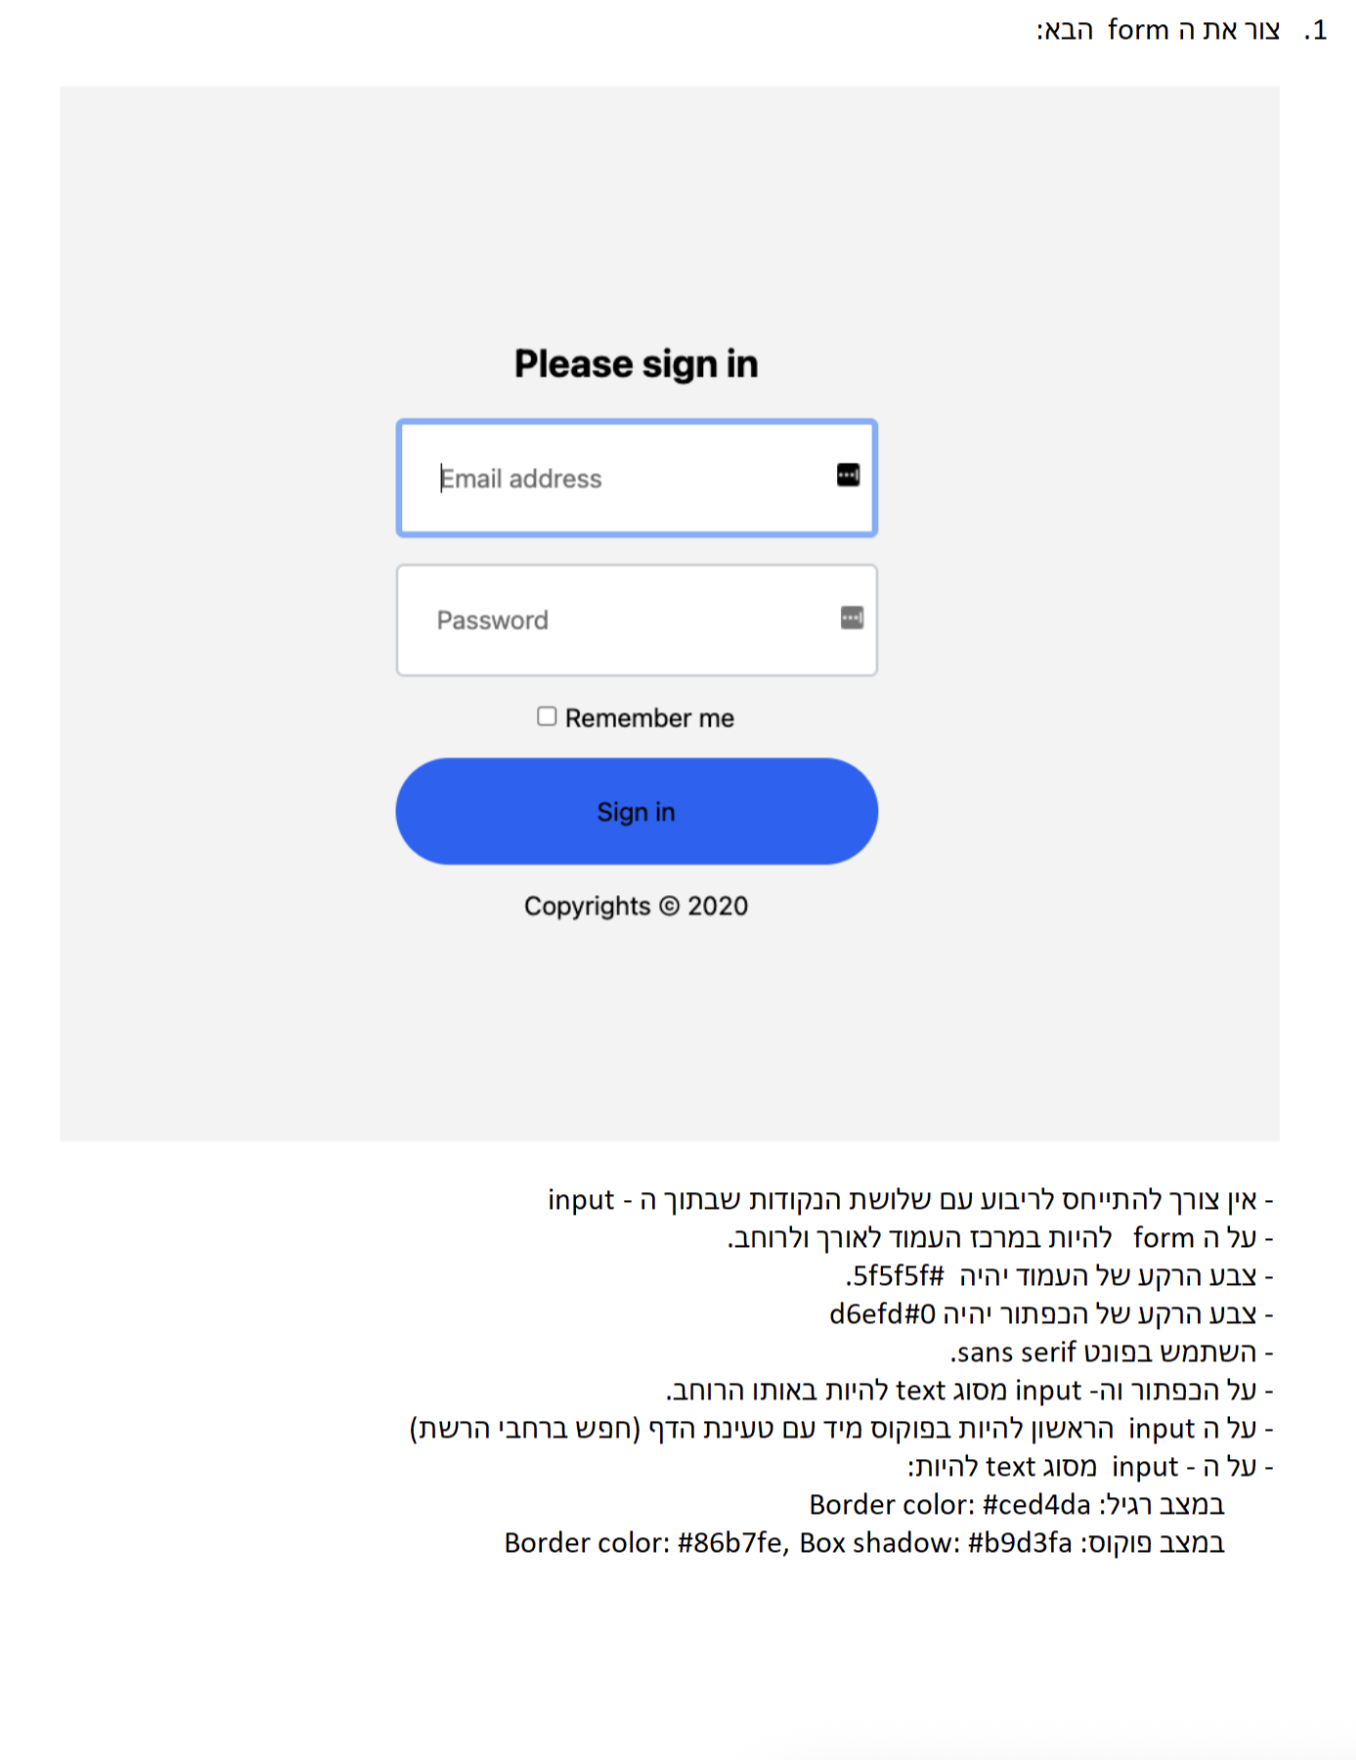 1. צור את ה form הבא:
Please sign in
Email address
Password
Remember me
Sign in
Copyrights © 2020
- אין צורך להתייחס לריבוע עם שלושת הנקודות שבתוך ה - input
- על ה form להיות במרכז העמוד לאורך ולרוחב.
- צבע הרקע של העמוד יהיה #5f5f5f.
- צבע הרקע של הכפתור יהיה 0#d6efd
- השתמש בפונט sans serif.
- על הכפתור וה- input מסוג text להיות באותו הרוחב.
- על ה input הראשון להיות בפוקוס מיד עם טעינת הדף (חפש ברחבי הרשת)
- על ה - input מסוג text להיות:
במצב רגיל: Border color: #ced4da
במצב פוקוס: Border color: #86b7fe, Box shadow: #b9d3fa